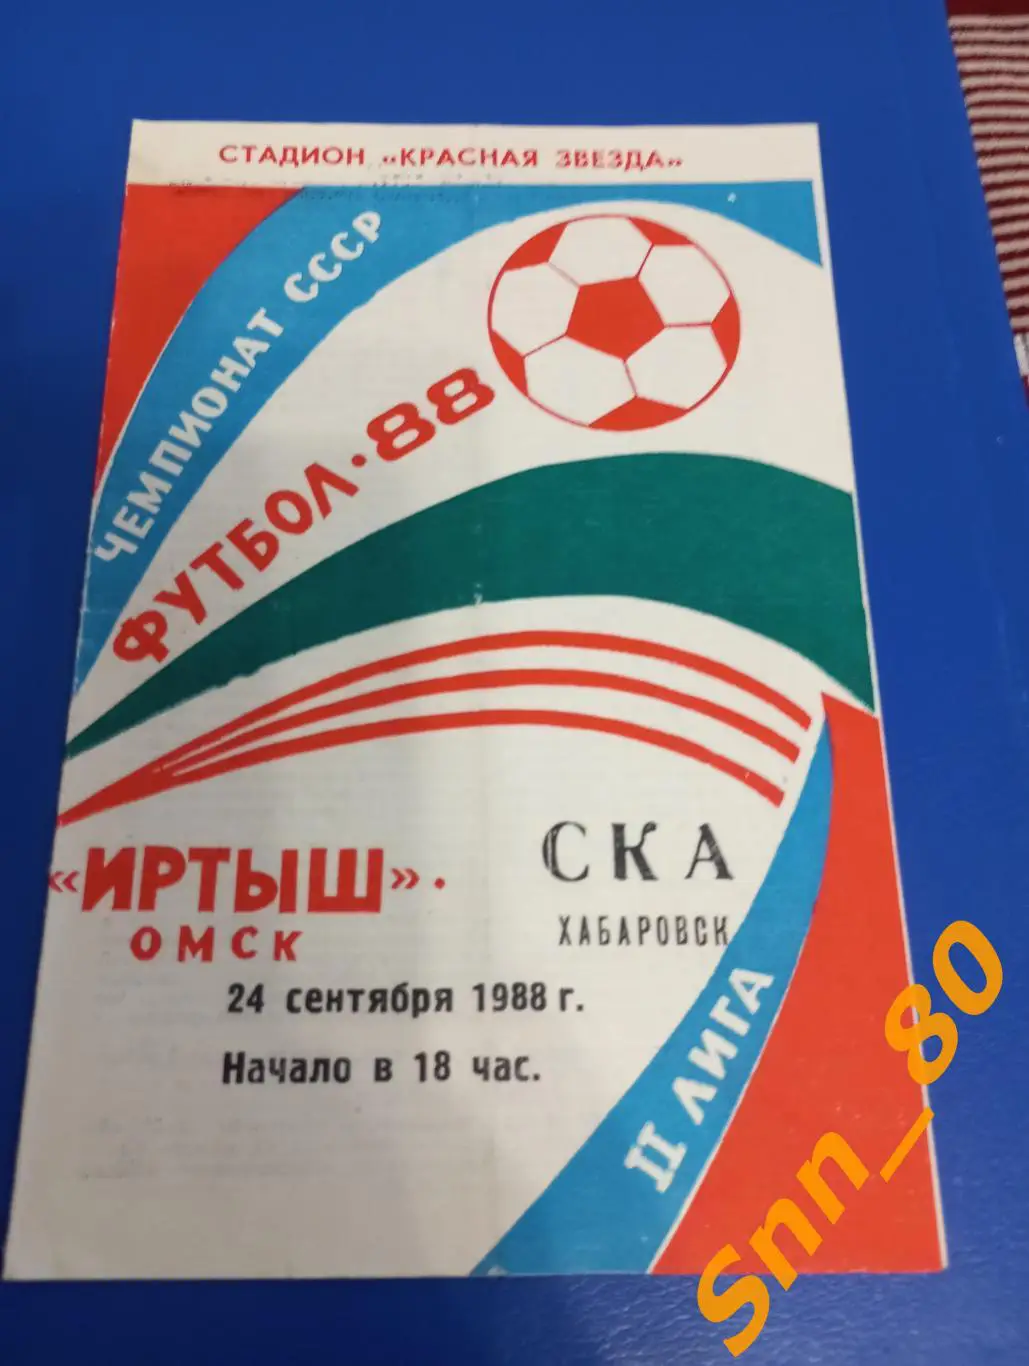 СТАДИОН «КРАСНАЯ ЗВЕЗДА»
ЧЕМПИОНАТ СССР
ФУТБОЛ·88
«ИРТЫШ»·
ОМСК
СКА
ХАБАРОВСК
24 сентября 1988 г.
Начало в 18 час.
II ЛИГА
Snn_80